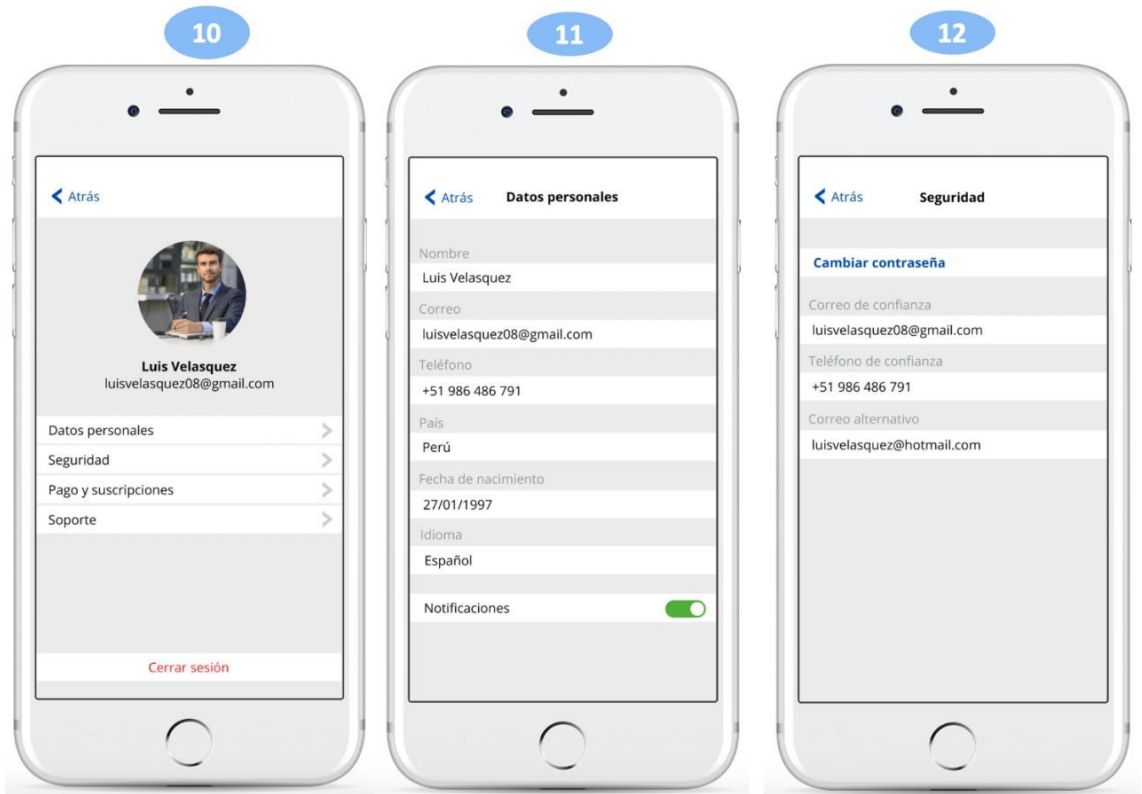 10
Atrás
Luis Velasquez
luisvelasquez08@gmail.com
Datos personales
Seguridad
Pago y suscripciones
Soporte
Cerrar sesión
11
Atrás Datos personales
Nombre
Luis Velasquez
Correo
luisvelasquez08@gmail.com
Teléfono
+51 986 486 791
País
Perú
Fecha de nacimiento
27/01/1997
Idioma
Español
Notificaciones
12
Atrás Seguridad
Cambiar contraseña
Correo de confianza
luisvelasquez08@gmail.com
Teléfono de confianza
+51 986 486 791
Correo alternativo
luisvelasquez@hotmail.com